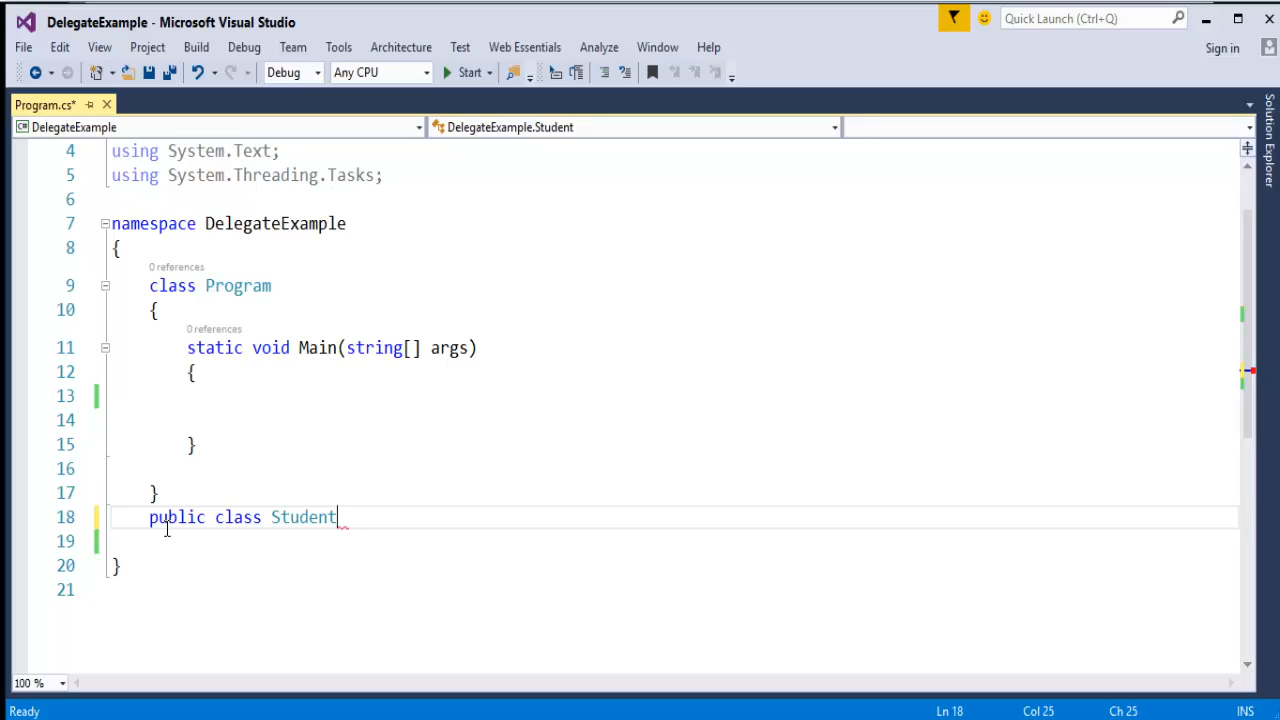 DelegateExample - Microsoft Visual Studio
Quick Launch (Ctrl+Q)
File Edit View Project Build Debug Team Tools Architecture Test Web Essentials Analyze Window Help
Sign in
Debug Any CPU Start
Program.cs*
DelegateExample DelegateExample.Student
Solution Explorer
4 using System.Text;
5 using System.Threading.Tasks;
6
7 namespace DelegateExample
8 {
0 references
9 class Program
10 {
0 references
11 static void Main(string[] args)
12 {
13
14
15 }
16
17 }
18 public class Student
19
20 }
21
100 %
Ready Ln 18 Col 25 Ch 25 INS